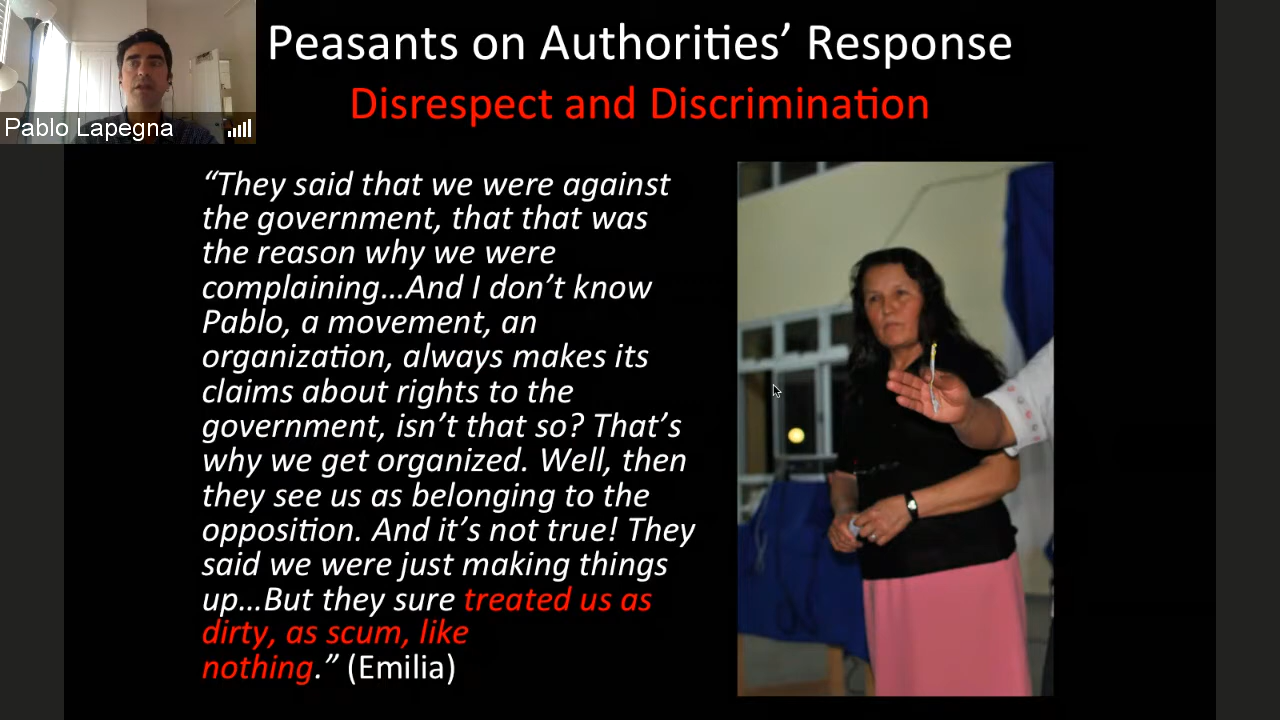 Peasants on Authorities’ Response
Disrespect and Discrimination
Pablo Lapegna
“They said that we were against
the government, that that was
the reason why we were
complaining…And I don’t know
Pablo, a movement, an
organization, always makes its
claims about rights to the
government, isn’t that so? That’s
why we get organized. Well, then
they see us as belonging to the
opposition. And it’s not true! They
said we were just making things
up…But they sure treated us as
dirty, as scum, like
nothing.” (Emilia)